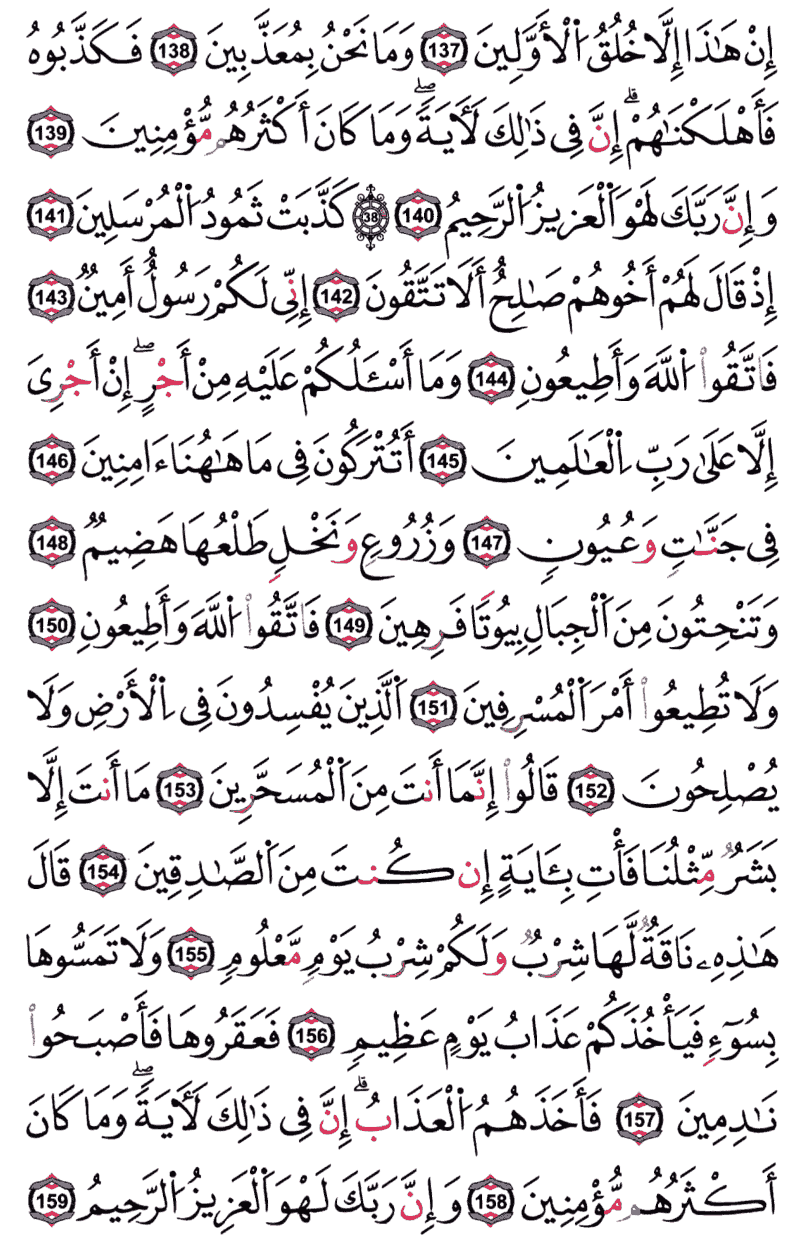 إِنْ هَٰذَا إِلَّا خُلُقُ ٱلْأَوَّلِينَ 137 وَمَا نَحْنُ بِمُعَذَّبِينَ 138 فَكَذَّبُوهُ
فَأَهْلَكْنَٰهُمْ ۗ إِنَّ فِى ذَٰلِكَ لَءَايَةً ۖ وَمَا كَانَ أَكْثَرُهُم مُّؤْمِنِينَ 139
وَإِنَّ رَبَّكَ لَهُوَ ٱلْعَزِيزُ ٱلرَّحِيمُ 140 38 كَذَّبَتْ ثَمُودُ ٱلْمُرْسَلِينَ 141
إِذْ قَالَ لَهُمْ أَخُوهُمْ صَٰلِحٌ أَلَا تَتَّقُونَ 142 إِنِّى لَكُمْ رَسُولٌ أَمِينٌ 143
فَٱتَّقُوا۟ ٱللَّهَ وَأَطِيعُونِ 144 وَمَا أَسْـَٔلُكُمْ عَلَيْهِ مِنْ أَجْرٍ ۖ إِنْ أَجْرِىَ
إِلَّا عَلَىٰ رَبِّ ٱلْعَٰلَمِينَ 145 أَتُتْرَكُونَ فِى مَا هَٰهُنَا ءَامِنِينَ 146
فِى جَنَّٰتٍ وَعُيُونٍ 147 وَزُرُوعٍ وَنَخْلٍ طَلْعُهَا هَضِيمٌ 148
وَتَنْحِتُونَ مِنَ ٱلْجِبَالِ بِيُوتًا فَرِهِينَ 149 فَٱتَّقُوا۟ ٱللَّهَ وَأَطِيعُونِ 150
وَلَا تُطِيعُوا۟ أَمْرَ ٱلْمُسْرِفِينَ 151 ٱلَّذِينَ يُفْسِدُونَ فِى ٱلْأَرْضِ وَلَا
يُصْلِحُونَ 152 قَالُوا۟ إِنَّمَا أَنتَ مِنَ ٱلْمُسَحَّرِينَ 153 مَا أَنتَ إِلَّا
بَشَرٌ مِّثْلُنَا فَأْتِ بِـَٔايَةٍ إِن كُنتَ مِنَ ٱلصَّٰدِقِينَ 154 قَالَ
هَٰذِهِۦ نَاقَةٌ لَّهَا شِرْبٌ وَلَكُمْ شِرْبُ يَوْمٍ مَّعْلُومٍ 155 وَلَا تَمَسُّوهَا
بِسُوٓءٍ فَيَأْخُذَكُمْ عَذَابُ يَوْمٍ عَظِيمٍ 156 فَعَقَرُوهَا فَأَصْبَحُوا۟
نَٰدِمِينَ 157 فَأَخَذَهُمُ ٱلْعَذَابُ ۗ إِنَّ فِى ذَٰلِكَ لَءَايَةً ۖ وَمَا كَانَ
أَكْثَرُهُم مُّؤْمِنِينَ 158 وَإِنَّ رَبَّكَ لَهُوَ ٱلْعَزِيزُ ٱلرَّحِيمُ 159